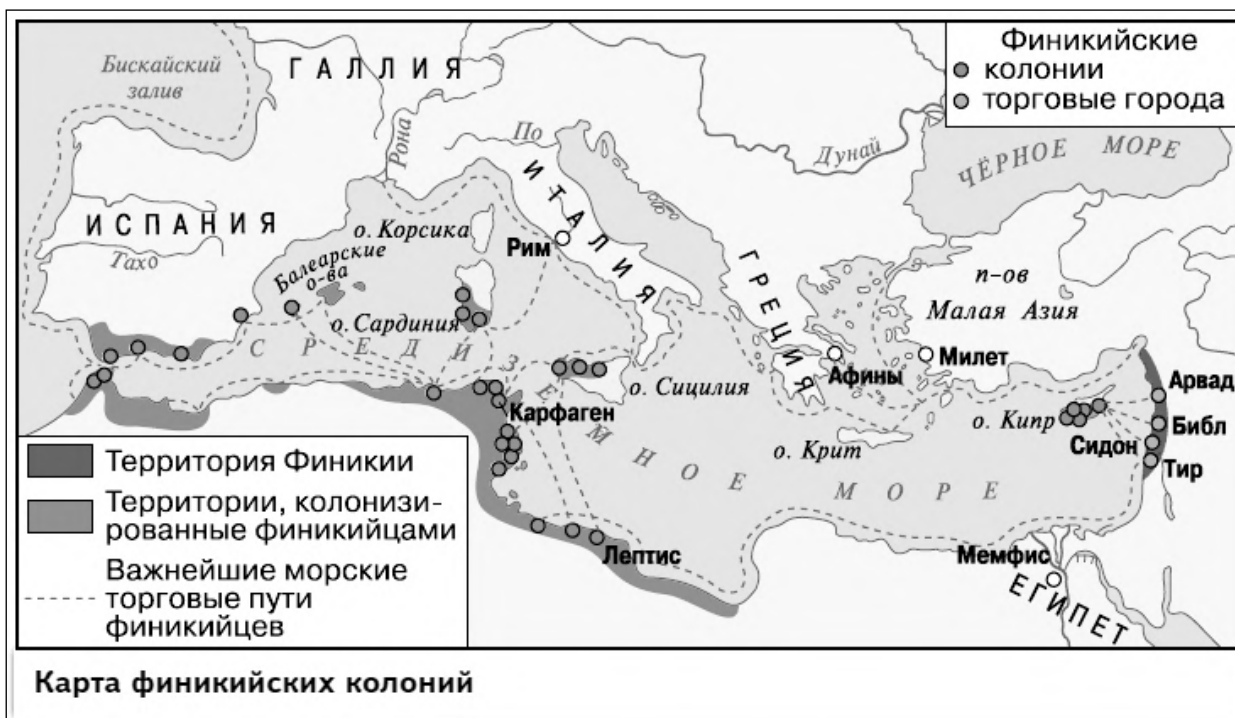 Бискайский
залив
ГАЛЛИЯ
Рона
По
Дунай
ЧЁРНОЕ МОРЕ
Финикийские
колонии
торговые города
ИСПАНИЯ
Тахо
Балеарские
о-ва
о. Корсика
Рим
ИТАЛИЯ
о. Сардиния
ГРЕЦИЯ
п-ов
Малая Азия
СРЕДИЗЕМНОЕ МОРЕ
Карфаген
о. Сицилия
Афины
Милет
о. Крит
о. Кипр
Арвад
Библ
Сидон
Тир
Лептис
Мемфис
ЕГИПЕТ
Территория Финикии
Территории, колонизи-
рованные финикийцами
Важнейшие морские
торговые пути
финикийцев
Карта финикийских колоний